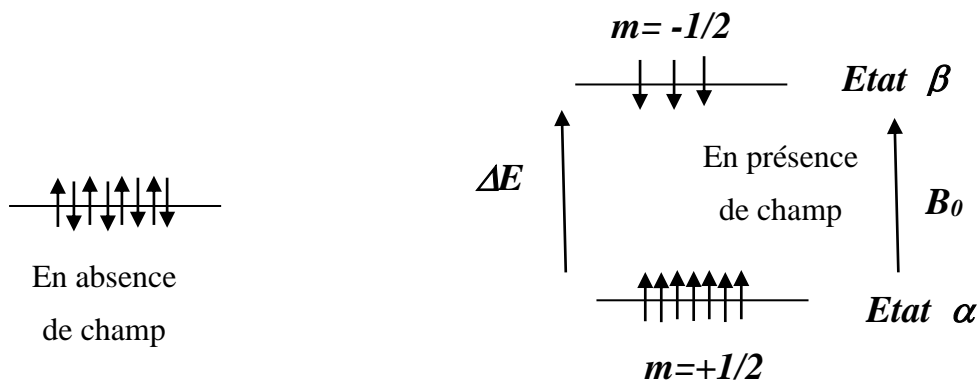 m= -1/2
Etat β
En présence
de champ
ΔE
B0
En absence
de champ
Etat α
m=+1/2